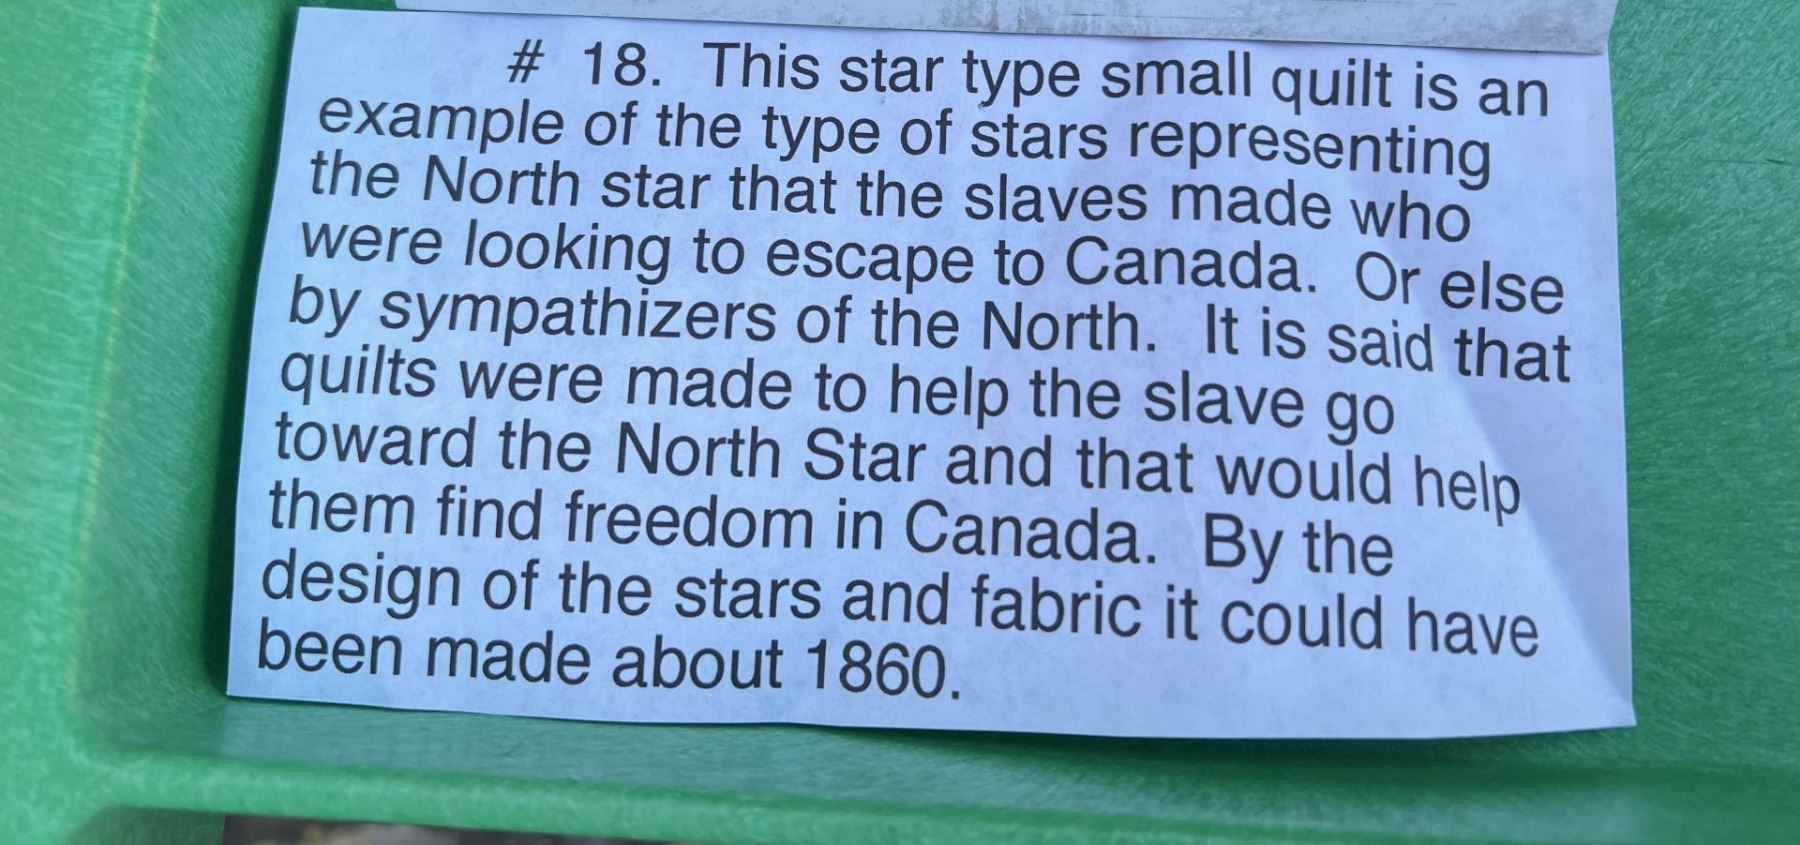 # 18. This star type small quilt is an
example of the type of stars representing
the North star that the slaves made who
were looking to escape to Canada. Or else
by sympathizers of the North. It is said that
quilts were made to help the slave go
toward the North Star and that would help
them find freedom in Canada. By the
design of the stars and fabric it could have
been made about 1860.